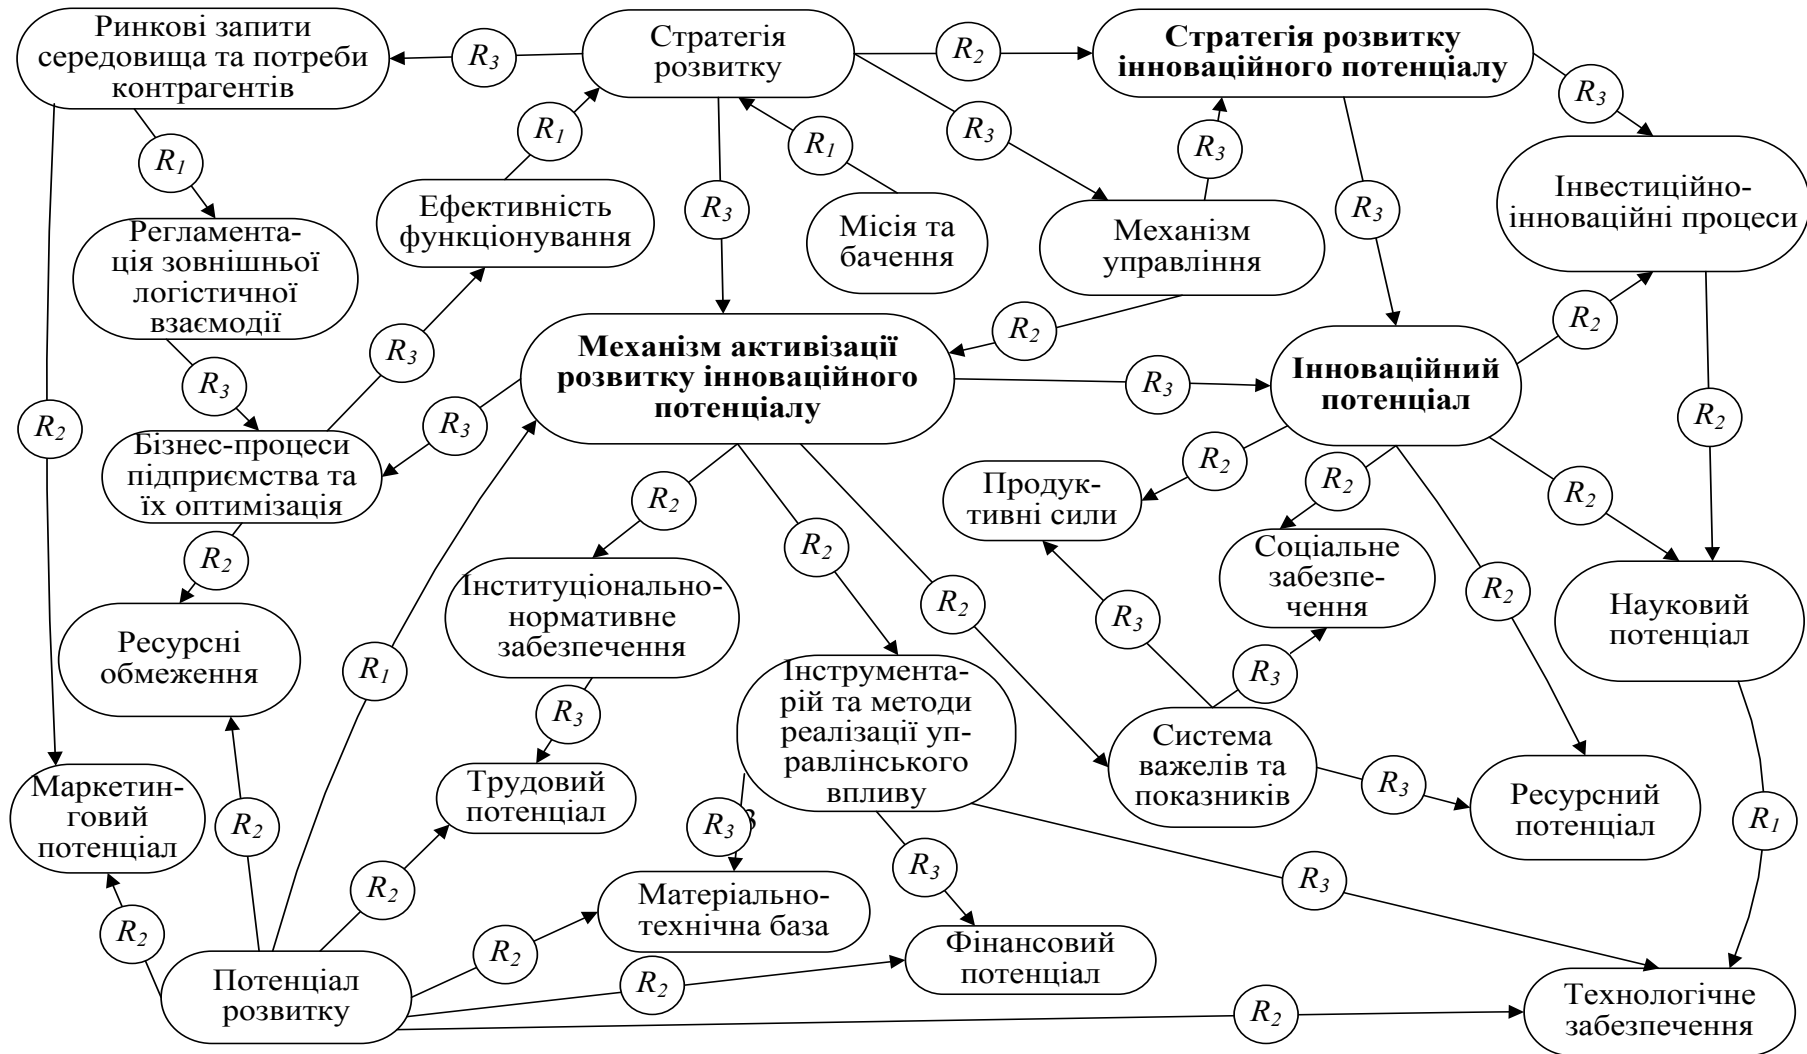 Ринкові запити
середовища та потреби
контрагентів
R3
Стратегія
розвитку
R2
Стратегія розвитку
інноваційного потенціалу
R3
R1
R1
R3
R1
R3
Інвестиційно-
інноваційні процеси
R3
R3
Ефективність
функціонування
Місія та
бачення
Механізм
управління
Регламента-
ція зовнішньої
логістичної
взаємодії
R3
R2
R2
R3
Механізм активізації
розвитку інноваційного
потенціалу
R3
Інноваційний
потенціал
R2
R2
R3
Бізнес-процеси
підприємства та
їх оптимізація
R2
R2
R2
R2
Продук-
тивні сили
R2
R2
Соціальне
забезпе-
чення
Інституціонально-
нормативне
забезпечення
R2
R3
R2
Науковий
потенціал
Ресурсні
обмеження
R1
R3
R3
Інструмента-
рій та методи
реалізації уп-
равлінського
впливу
Система
важелів та
показників
R3
Ресурсний
потенціал
R1
Маркетин-
говий
потенціал
R2
Трудовий
потенціал
R3
3
R3
R3
R2
R2
R2
Матеріально-
технічна база
Фінансовий
потенціал
Потенціал
розвитку
R2
R2
Технологічне
забезпечення